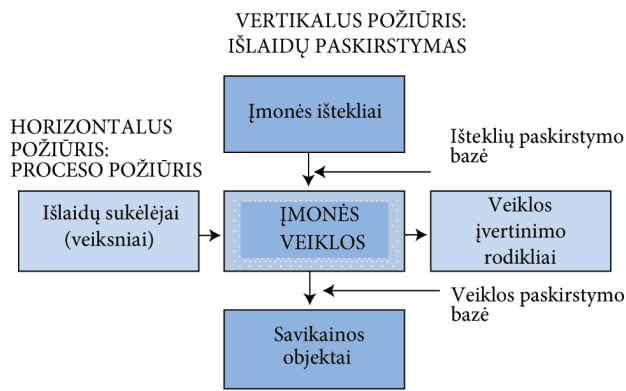 VERTIKALUS POŽIŪRIS:
IŠLAIDŲ PASKIRSTYMAS
Įmonės ištekliai
HORIZONTALUS
POŽIŪRIS:
PROCESO POŽIŪRIS
Išteklių paskirstymo
bazė
Išlaidų sukėlėjai
(veiksniai)
ĮMONĖS
VEIKLOS
Veiklos
įvertinimo
rodikliai
Veiklos paskirstymo
bazė
Savikainos
objektai